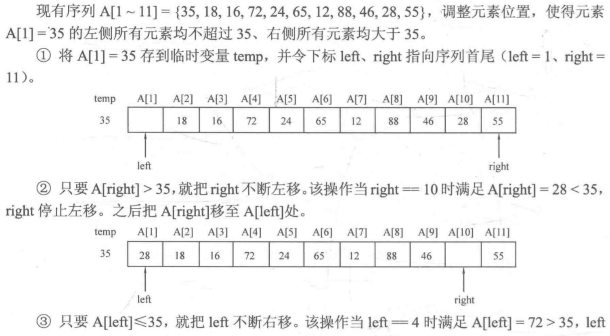 现有序列 A[1 ~ 11] = {35, 18, 16, 72, 24, 65, 12, 88, 46, 28, 55}，调整元素位置，使得元素
A[1] = 35 的左侧所有元素均不超过 35、右侧所有元素均大于 35。
① 将 A[1] = 35 存到临时变量 temp，并令下标 left、right 指向序列首尾（left = 1、right =
11）。
temp A[1] A[2] A[3] A[4] A[5] A[6] A[7] A[8] A[9] A[10] A[11]
35 18 16 72 24 65 12 88 46 28 55
left right
② 只要 A[right] > 35，就把 right 不断左移。该操作当 right == 10 时满足 A[right] = 28 < 35，
right 停止左移。之后把 A[right]移至 A[left]处。
temp A[1] A[2] A[3] A[4] A[5] A[6] A[7] A[8] A[9] A[10] A[11]
35 28 18 16 72 24 65 12 88 46 55
left right
③ 只要 A[left]≤35，就把 left 不断右移。该操作当 left == 4 时满足 A[left] = 72 > 35，left